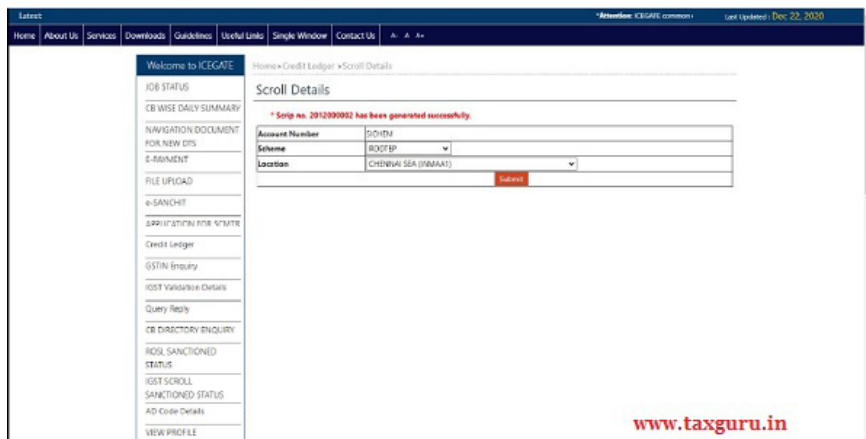 Latest
*Attention: ICEGATE common
Last Updated : Dec 22, 2020
Home About Us Services Downloads Guidelines Useful Links Single Window Contact Us A- A A+
Welcome to ICEGATE
JOB STATUS
CB WISE DAILY SUMMARY
NAVIGATION DOCUMENT
FOR NEW DTS
E-PAYMENT
FILE UPLOAD
e-SANCHIT
APPLICATION FOR SCMTR
Credit Ledger
GSTIN Enquiry
IGST Validation Details
Query Reply
CB DIRECTORY ENQUIRY
ROSL SANCTIONED
STATUS
IGST SCROLL
SANCTIONED STATUS
AD Code Details
VIEW PROFILE
Home » Credit Ledger » Scroll Details
Scroll Details
* Scrip no. 2012000002 has been generated successfully.
Account Number SICHEM
Scheme RODTEP
Location CHENNAI SEA (INMAA1)
Submit
www.taxguru.in